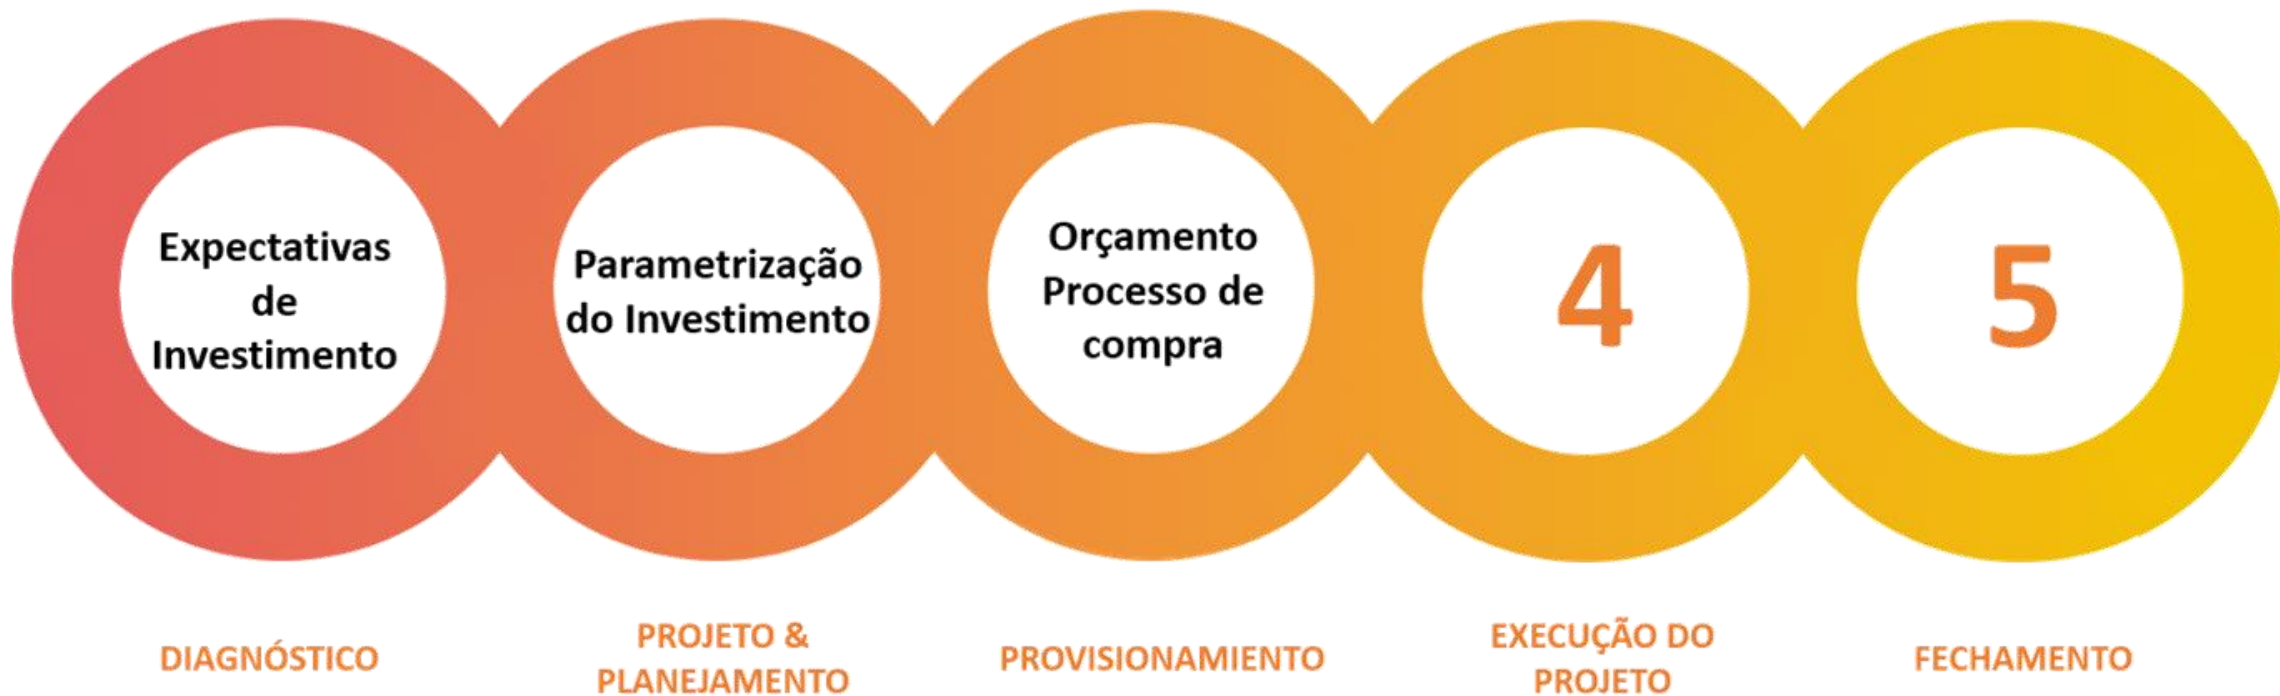 Expectativas
de
Investimento
Parametrização
do Investimento
Orçamento
Processo de
compra
4
5
DIAGNÓSTICO
PROJETO &
PLANEJAMENTO
PROVISIONAMIENTO
EXECUÇÃO DO
PROJETO
FECHAMENTO